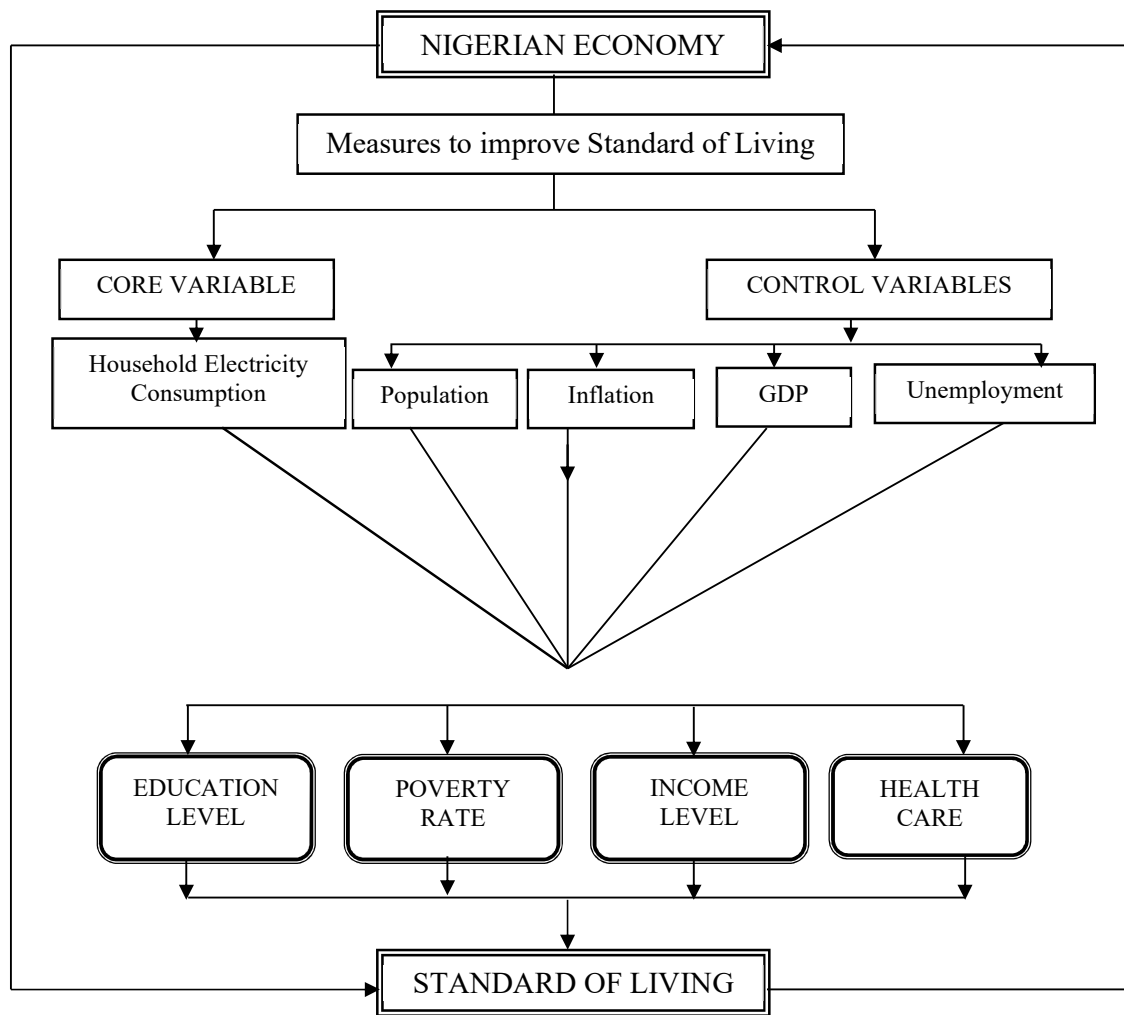 NIGERIAN ECONOMY
Measures to improve Standard of Living
CORE VARIABLE
CONTROL VARIABLES
Household Electricity
Consumption
Population
Inflation
GDP
Unemployment
EDUCATION
LEVEL
POVERTY
RATE
INCOME
LEVEL
HEALTH
CARE
STANDARD OF LIVING